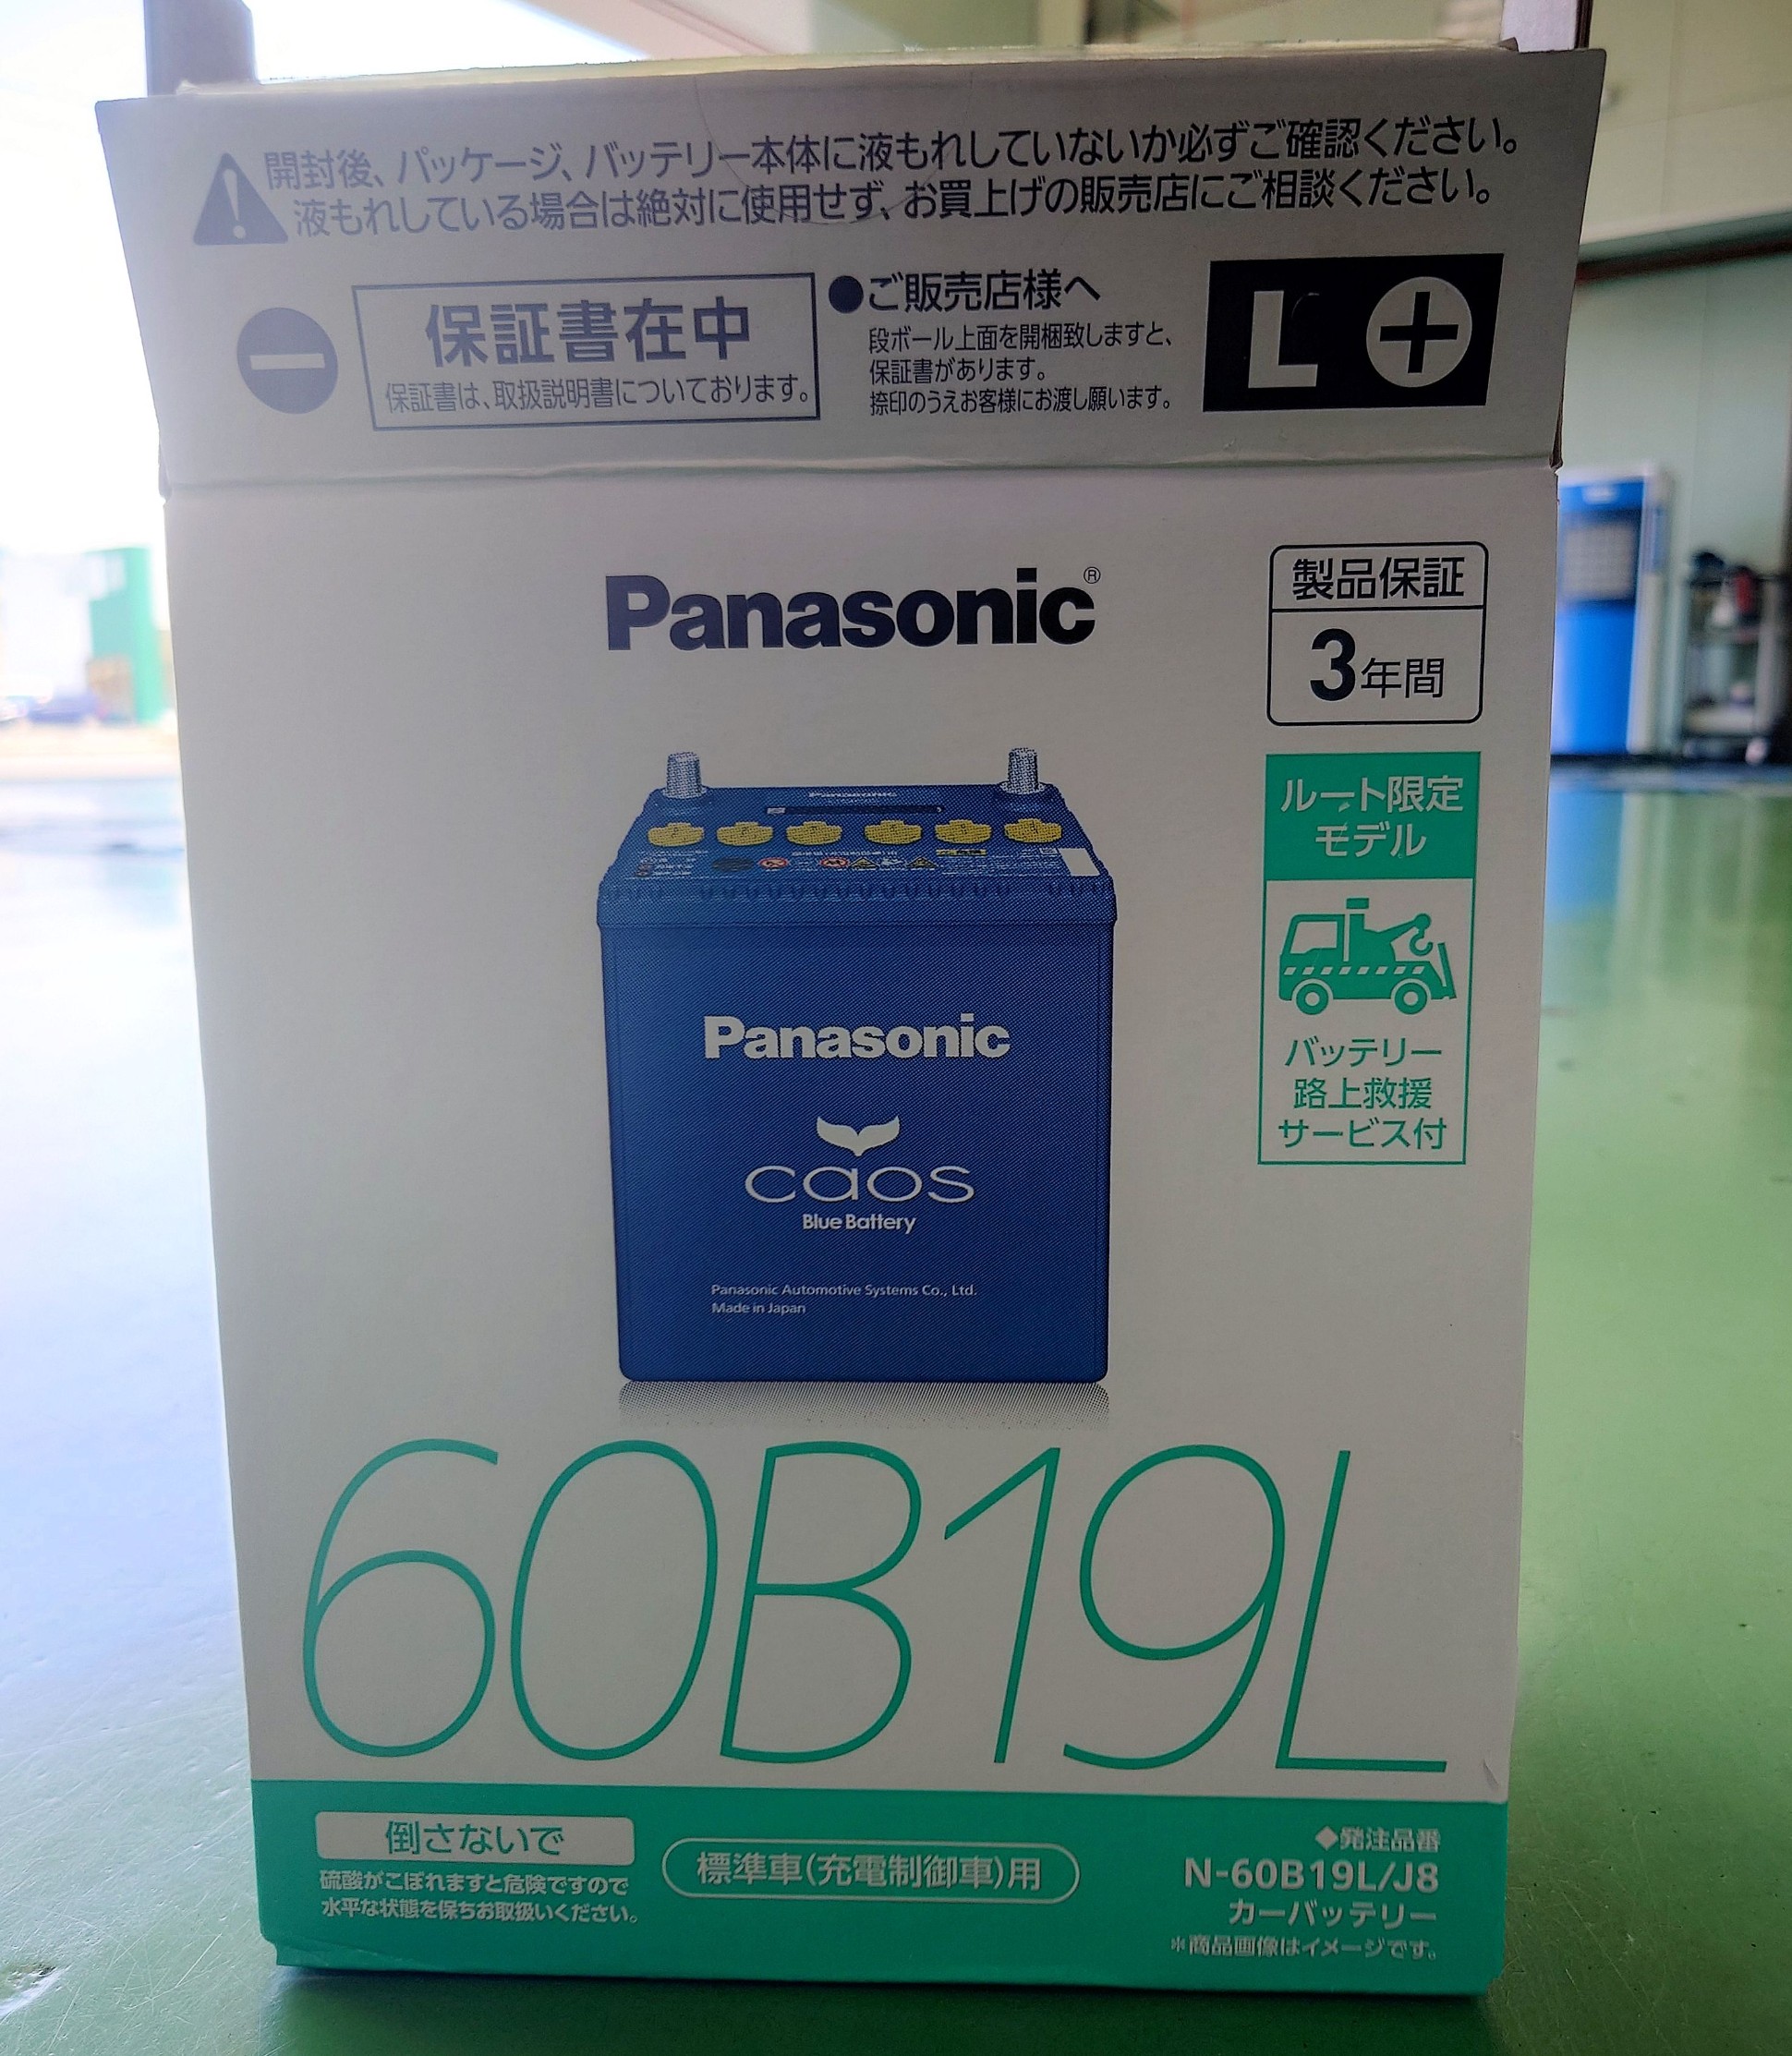 開封後、パッケージ、バッテリー本体に液もれしていないか必ずご確認ください。
液もれしている場合は絶対に使用せず、お買上げの販売店にご相談ください。
保証書在中
保証書は、取扱説明書についております。
●ご販売店様へ
段ボール上面を開梱致しますと、
保証書があります。
捺印のうえお客様にお渡し願います。
L +
Panasonic®
製品保証
3年間
ルート限定
モデル
バッテリー
路上救援
サービス付
Panasonic
Panasonic
caos
Blue Battery
Panasonic Automotive Systems Co., Ltd.
Made in Japan
60B19L
倒さないで
硫酸がこぼれますと危険ですので
水平な状態を保ちお取扱いください。
標準車(充電制御車)用
◆発注品番
N-60B19L/J8
カーバッテリー
※商品画像はイメージです。